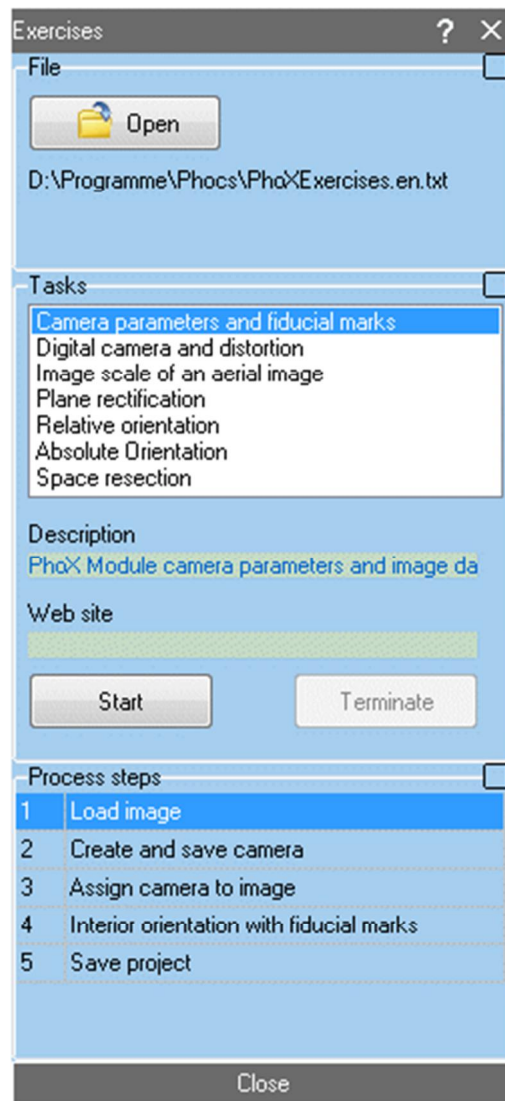 Exercises ? ×
File
Open
D:\Programme\Phocs\PhoXExercises.en.txt
Tasks
Camera parameters and fiducial marks
Digital camera and distortion
Image scale of an aerial image
Plane rectification
Relative orientation
Absolute Orientation
Space resection
Description
PhoX Module camera parameters and image da
Web site
Start Terminate
Process steps
1 Load image
2 Create and save camera
3 Assign camera to image
4 Interior orientation with fiducial marks
5 Save project
Close